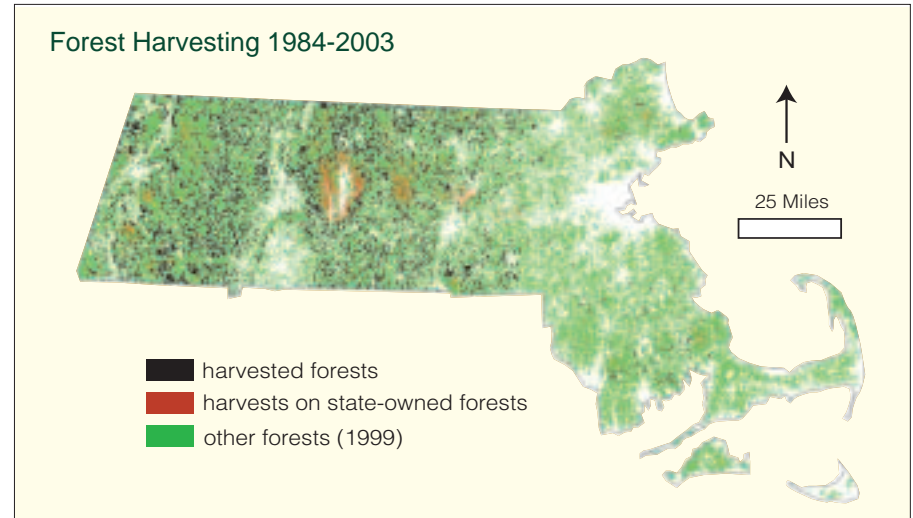 Forest Harvesting 1984-2003
N
25 Miles
harvested forests
harvests on state-owned forests
other forests (1999)